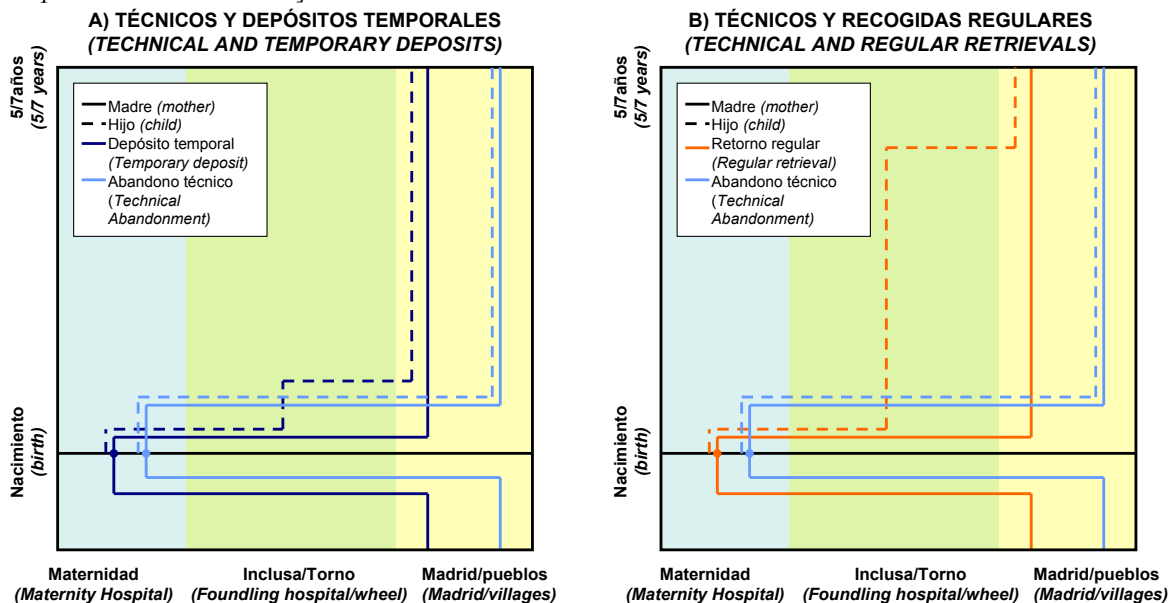 A) TÉCNICOS Y DEPÓSITOS TEMPORALES
(TECHNICAL AND TEMPORARY DEPOSITS)
5/7años
(5/7 years)
Madre (mother)
Hijo (child)
Depósito temporal
(Temporary deposit)
Abandono técnico
(Technical
Abandonment)
Nacimiento
(birth)
Maternidad
(Maternity Hospital)
Inclusa/Torno
(Foundling hospital/wheel)
Madrid/pueblos
(Madrid/villages)
B) TÉCNICOS Y RECOGIDAS REGULARES
(TECHNICAL AND REGULAR RETRIEVALS)
5/7años
(5/7 years)
Madre (mother)
Hijo (child)
Retorno regular
(Regular retrieval)
Abandono técnico
(Technical
Abandonment)
Nacimiento
(birth)
Maternidad
(Maternity Hospital)
Inclusa/Torno
(Foundling hospital/wheel)
Madrid/pueblos
(Madrid/villages)